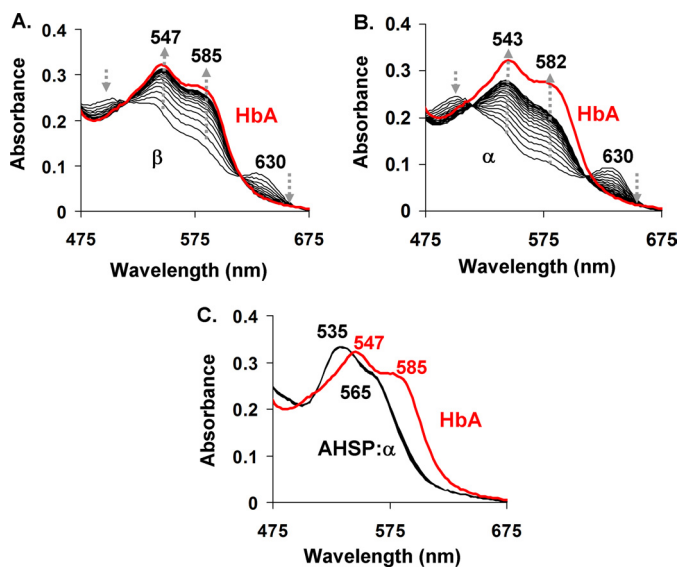 A.
0.4
0.3
0.2
0.1
0
Absorbance
547
585
HbA
630
β
475
575
675
Wavelength (nm)
B.
0.4
0.3
0.2
0.1
0
Absorbance
543
582
HbA
630
α
475
575
675
Wavelength (nm)
C.
0.4
0.3
0.2
0.1
0
Absorbance
535
547
565
585
HbA
AHSP:α
475
575
675
Wavelength (nm)